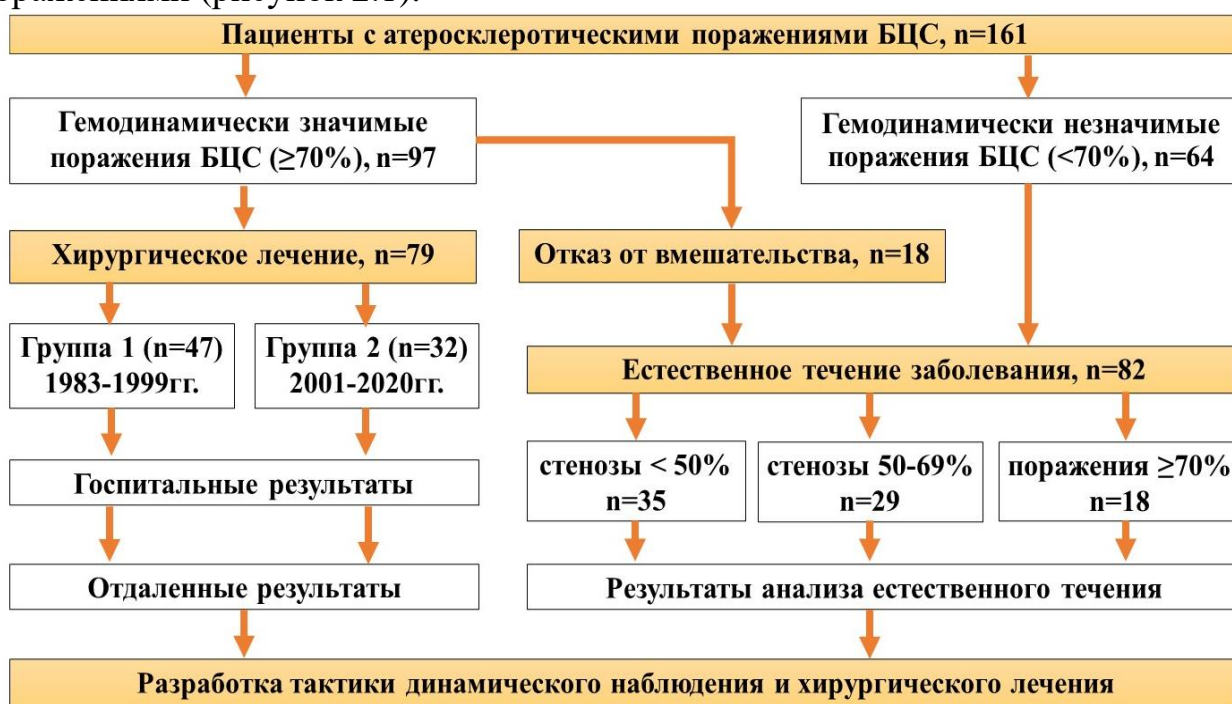 (рисунок 2.1).
Пациенты с атеросклеротическими поражениями БЦС, n=161
Гемодинамически значимые
поражения БЦС (≥70%), n=97
Гемодинамически незначимые
поражения БЦС (<70%), n=64
Хирургическое лечение, n=79
Отказ от вмешательства, n=18
Группа 1 (n=47)
1983-1999гг.
Группа 2 (n=32)
2001-2020гг.
Естественное течение заболевания, n=82
стенозы < 50%
n=35
стенозы 50-69%
n=29
поражения ≥70%
n=18
Госпитальные результаты
Отдаленные результаты
Результаты анализа естественного течения
Разработка тактики динамического наблюдения и хирургического лечения